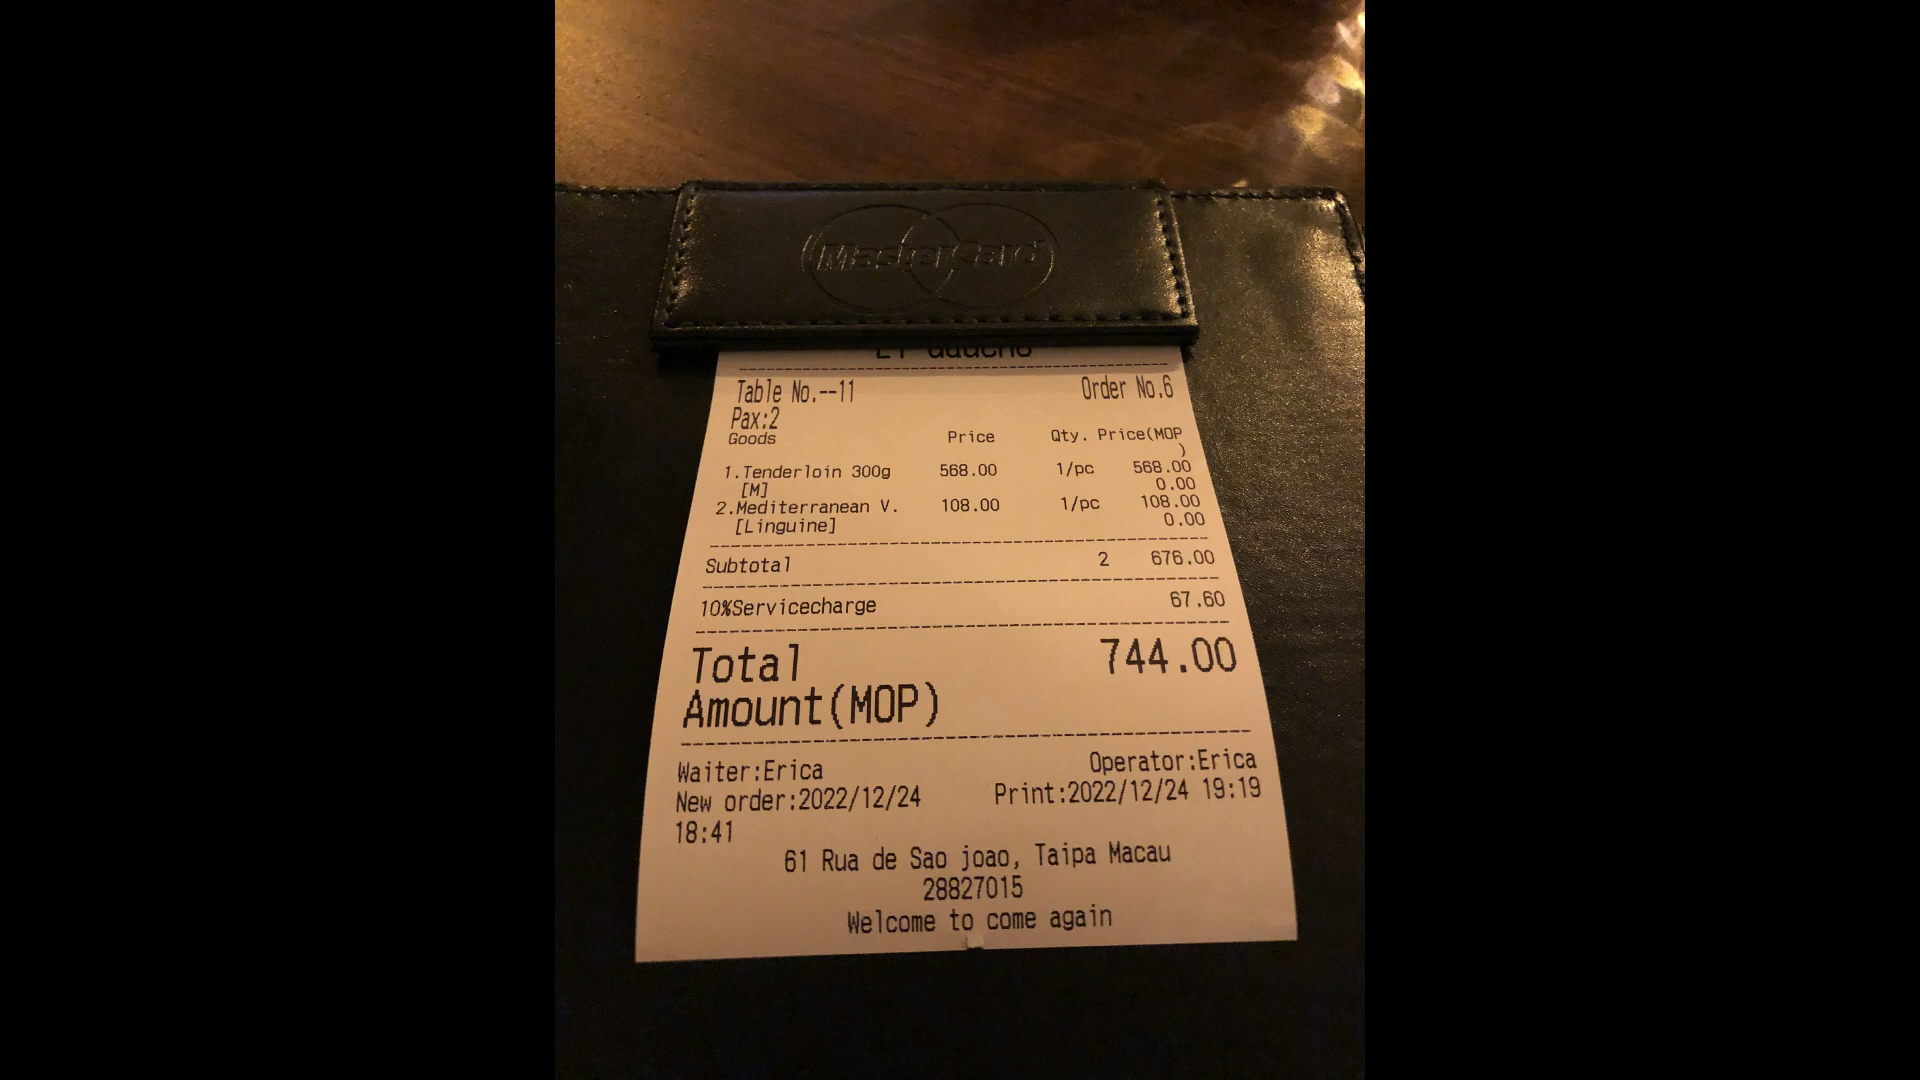 MasterCard
El Gaucho
Table No.--11 Order No.6
Pax:2
Goods Price Qty. Price(MOP
)
1.Tenderloin 300g 568.00 1/pc 568.00
[M] 0.00
2.Mediterranean V. 108.00 1/pc 108.00
[Linguine] 0.00
Subtotal 2 676.00
10%Servicecharge 67.60
Total 744.00
Amount(MOP)
Waiter:Erica Operator:Erica
New order:2022/12/24 Print:2022/12/24 19:19
18:41
61 Rua de Sao joao, Taipa Macau
28827015
Welcome to come again